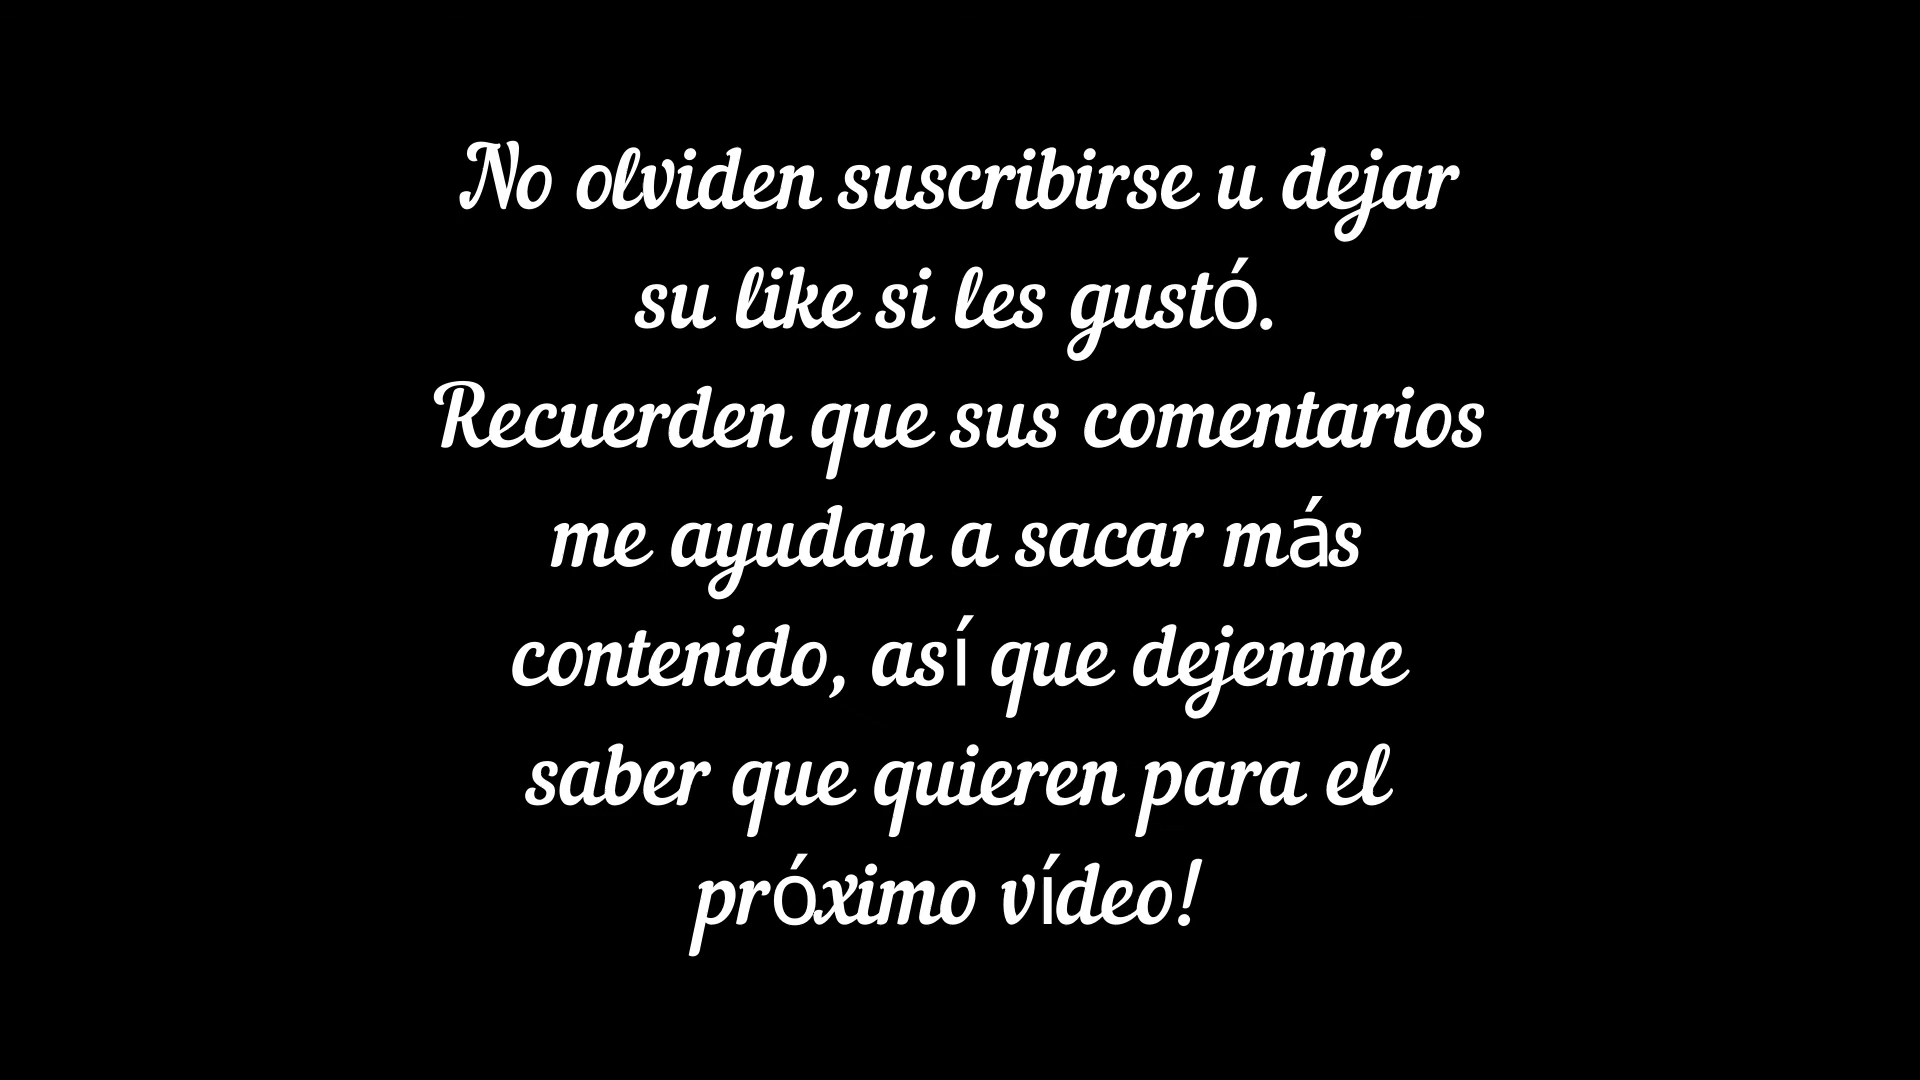 No olviden suscribirse u dejar
su like si les gustó.
Recuerden que sus comentarios
me ayudan a sacar más
contenido, así que dejenme
saber que quieren para el
próximo vídeo!